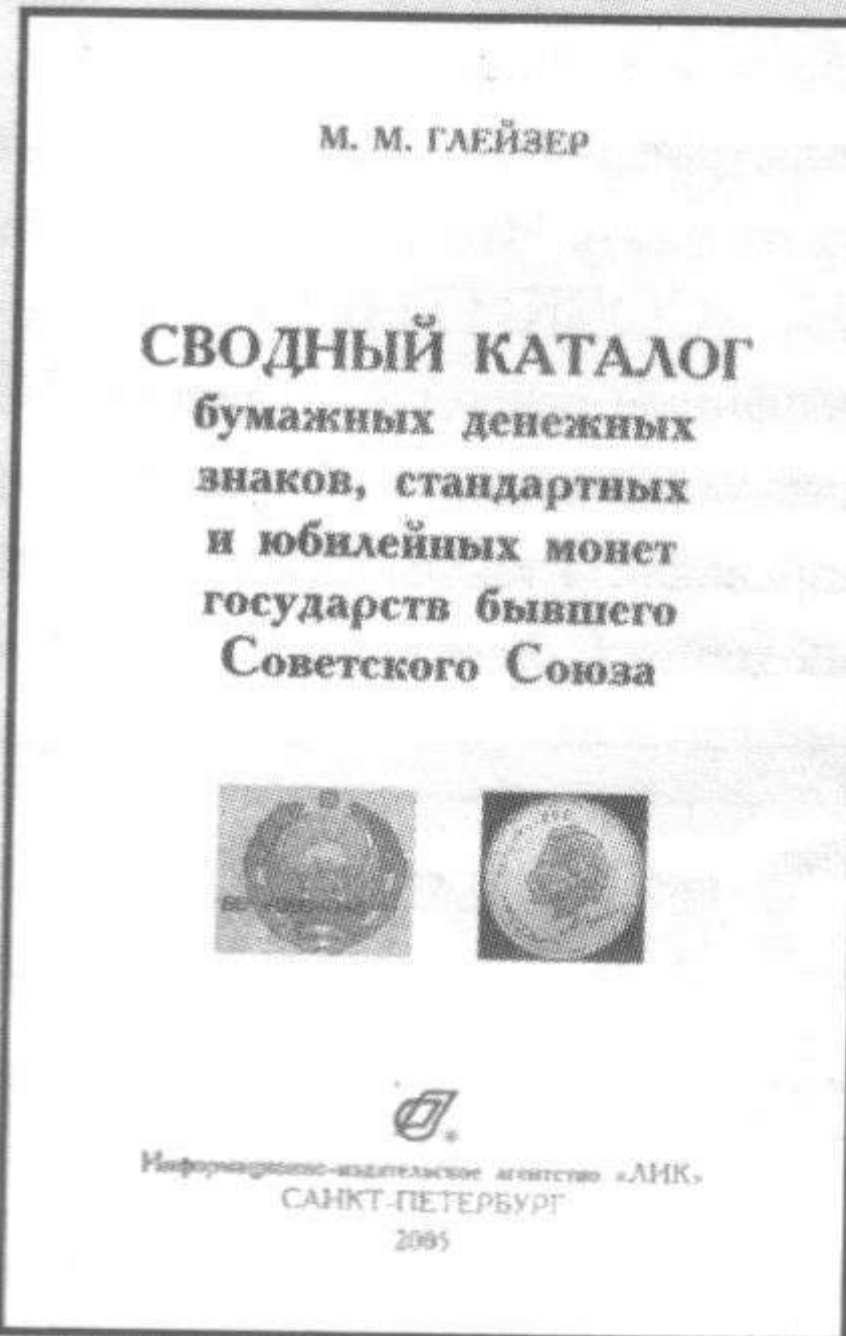 М. М. ГЛЕЙЗЕР
СВОДНЫЙ КАТАЛОГ
бумажных денежных
знаков, стандартных
и юбилейных монет
государств бывшего
Советского Союза
Информационно-издательское агентство «ЛИК»
САНКТ-ПЕТЕРБУРГ
2005